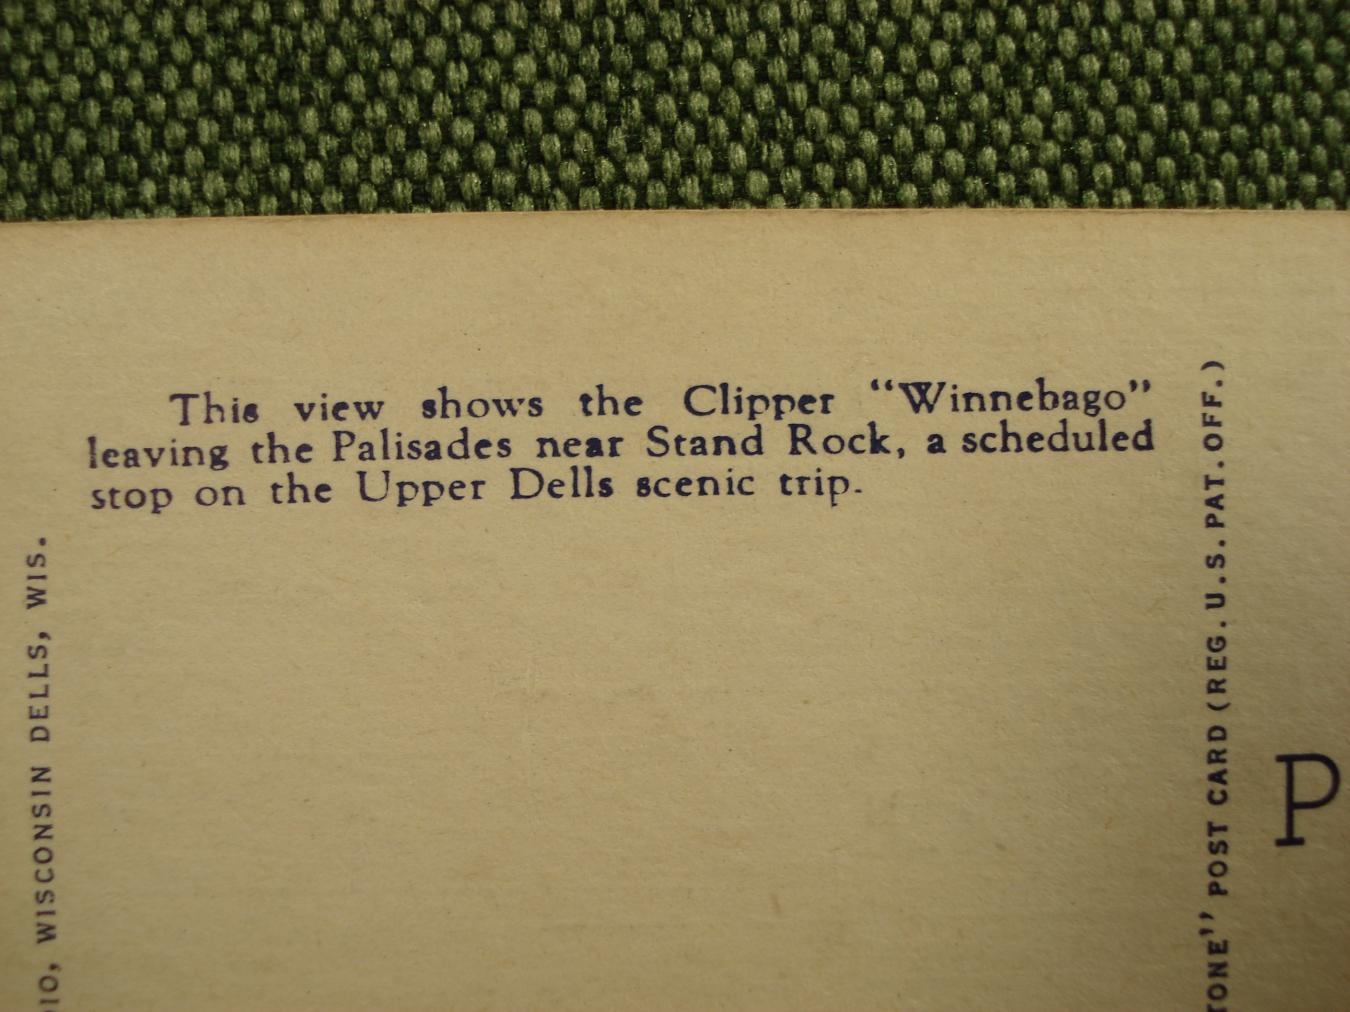 This view shows the Clipper “Winnebago”
leaving the Palisades near Stand Rock, a scheduled
stop on the Upper Dells scenic trip.
WISCONSIN DELLS, WIS.
TONE” POST CARD (REG. U.S. PAT. OFF.)
P